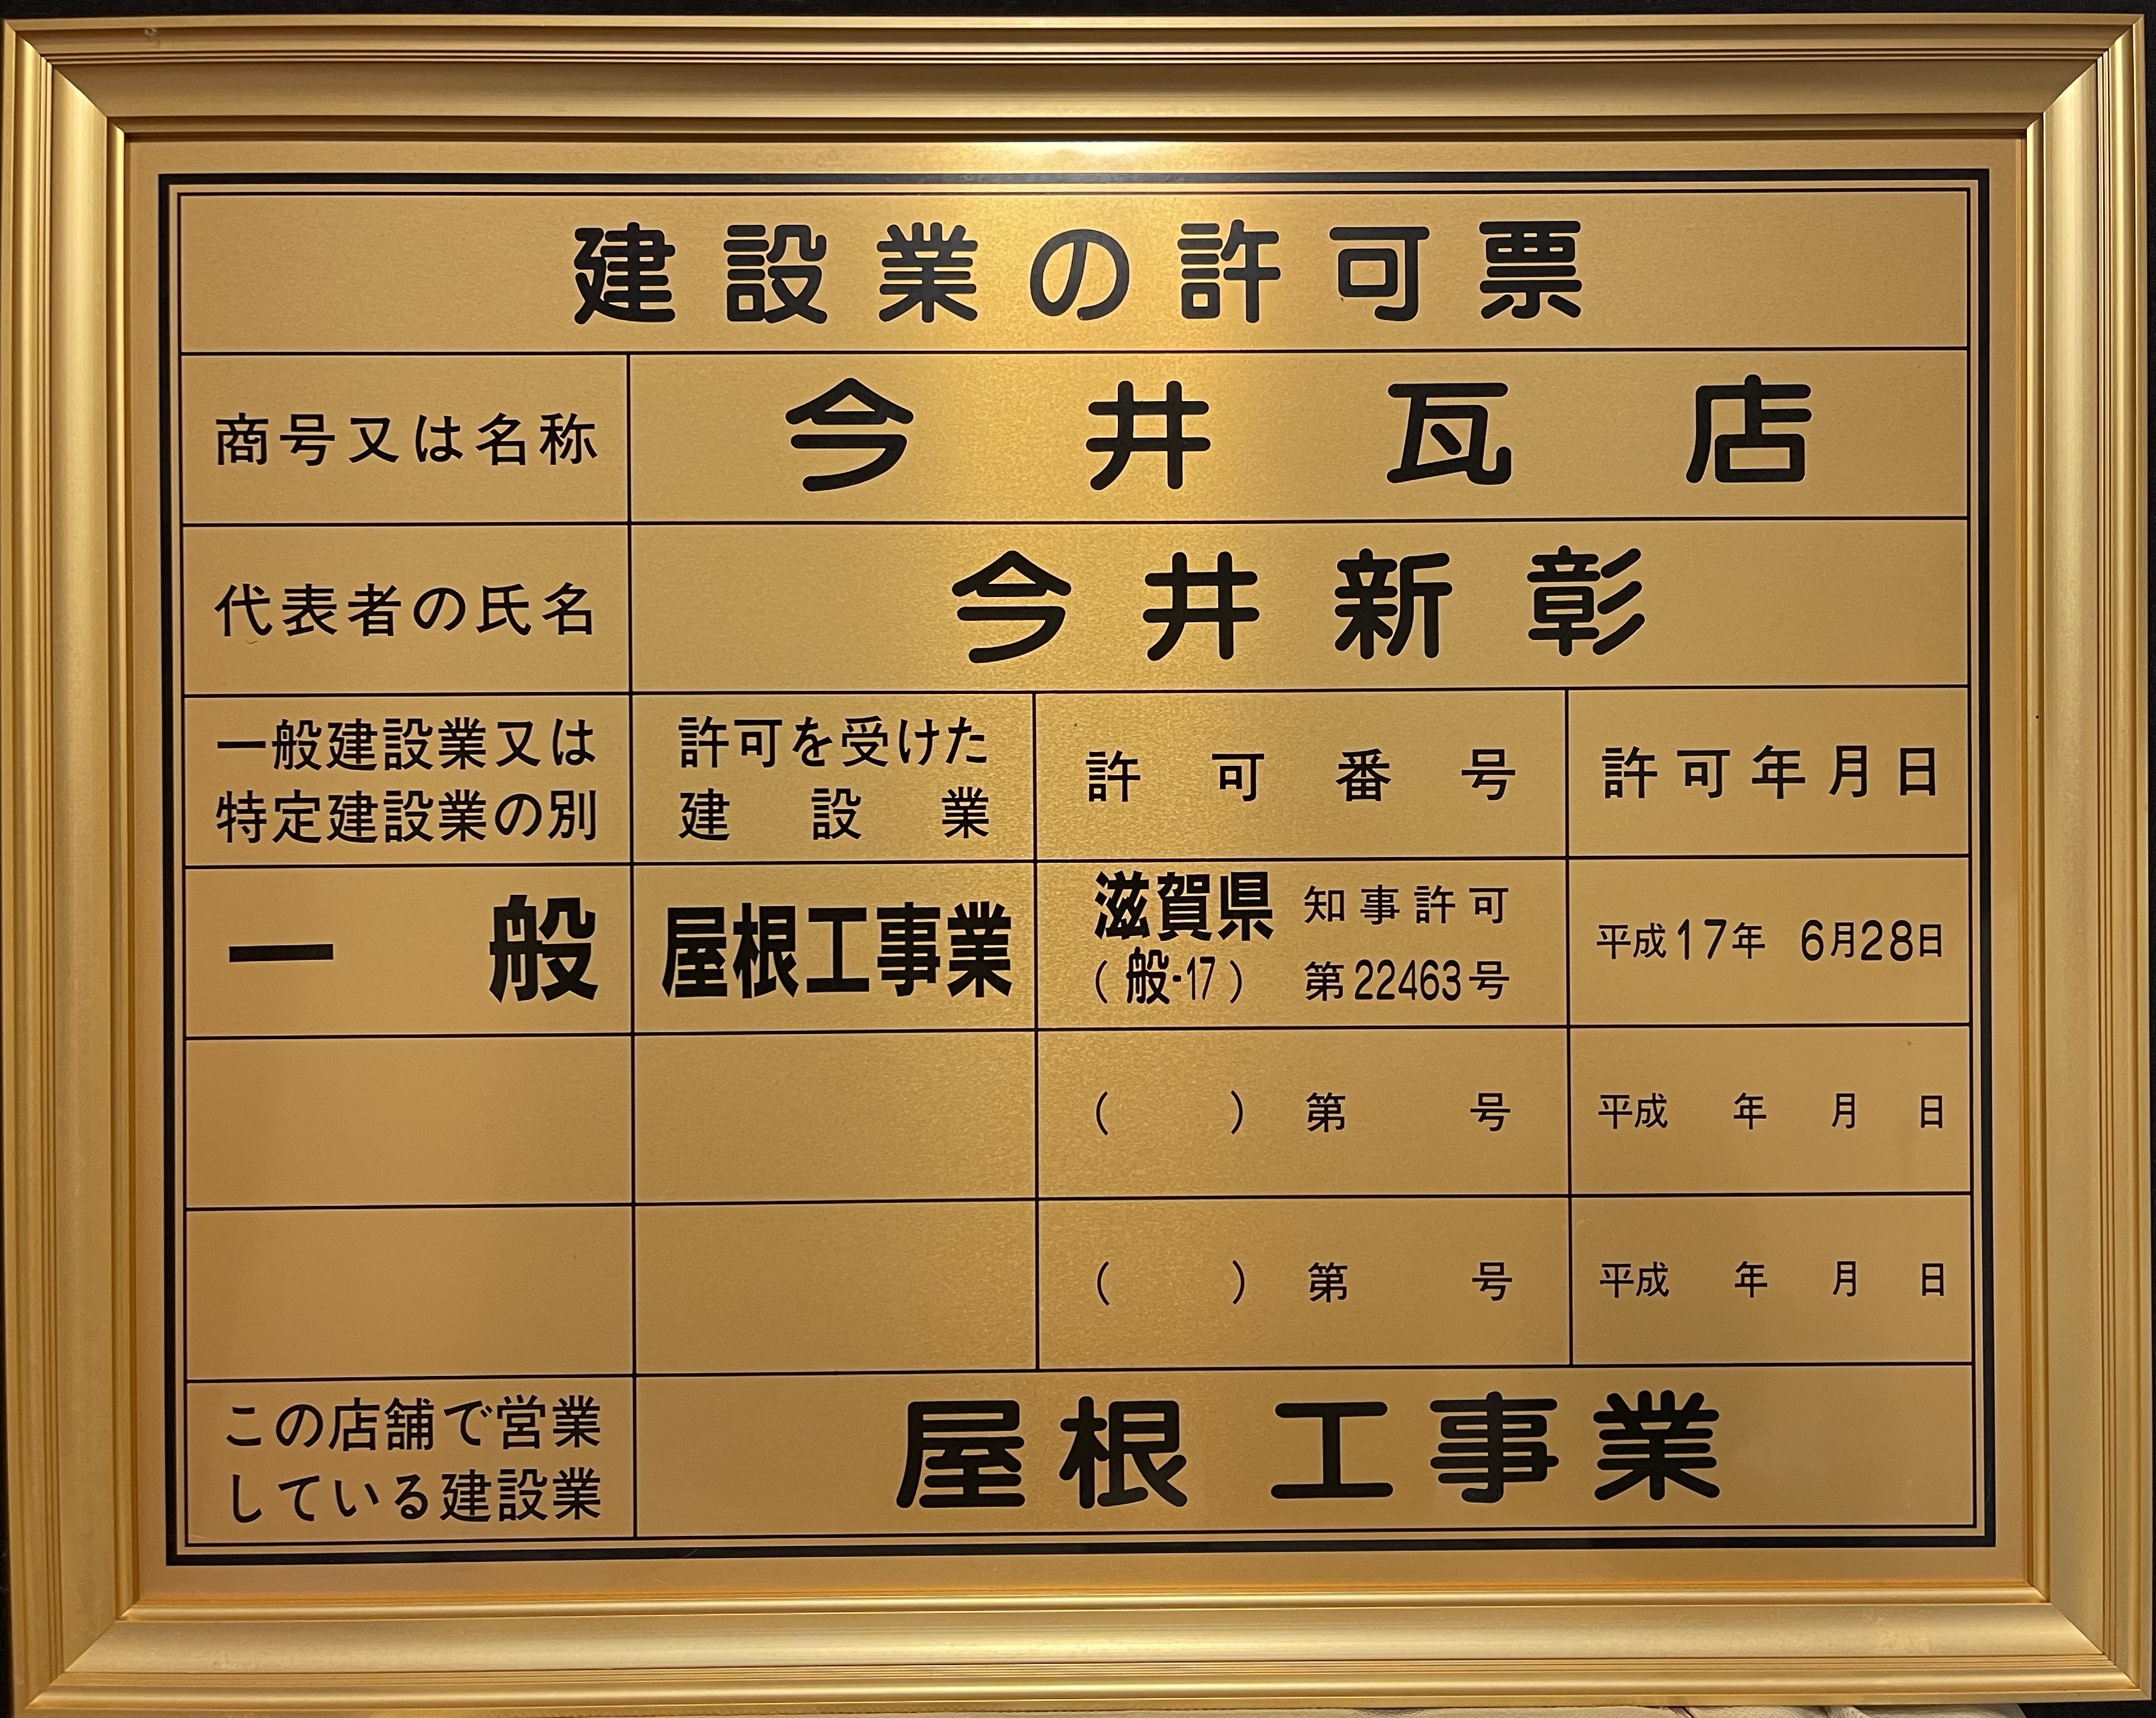 建設業の許可票
商号又は名称 今井瓦店
代表者の氏名 今井新彰
一般建設業又は
特定建設業の別
許可を受けた
建設業
許可番号
許可年月日
一般
屋根工事業
滋賀県 知事許可
(般-17) 第22463号
平成17年 6月28日
( ) 第 号 平成 年 月 日
( ) 第 号 平成 年 月 日
この店舗で営業
している建設業
屋根工事業